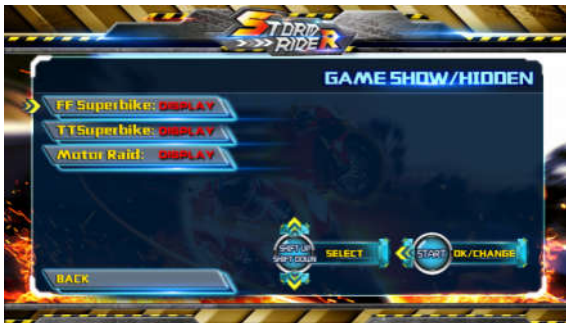 STORM
RIDER
GAME SHOW/HIDDEN
FF Superbike: DISPLAY
TTSuperbike: DISPLAY
Motor Raid: DISPLAY
SHIFT UP
SHIFT DOWN
SELECT
START
OK/CHANGE
BACK